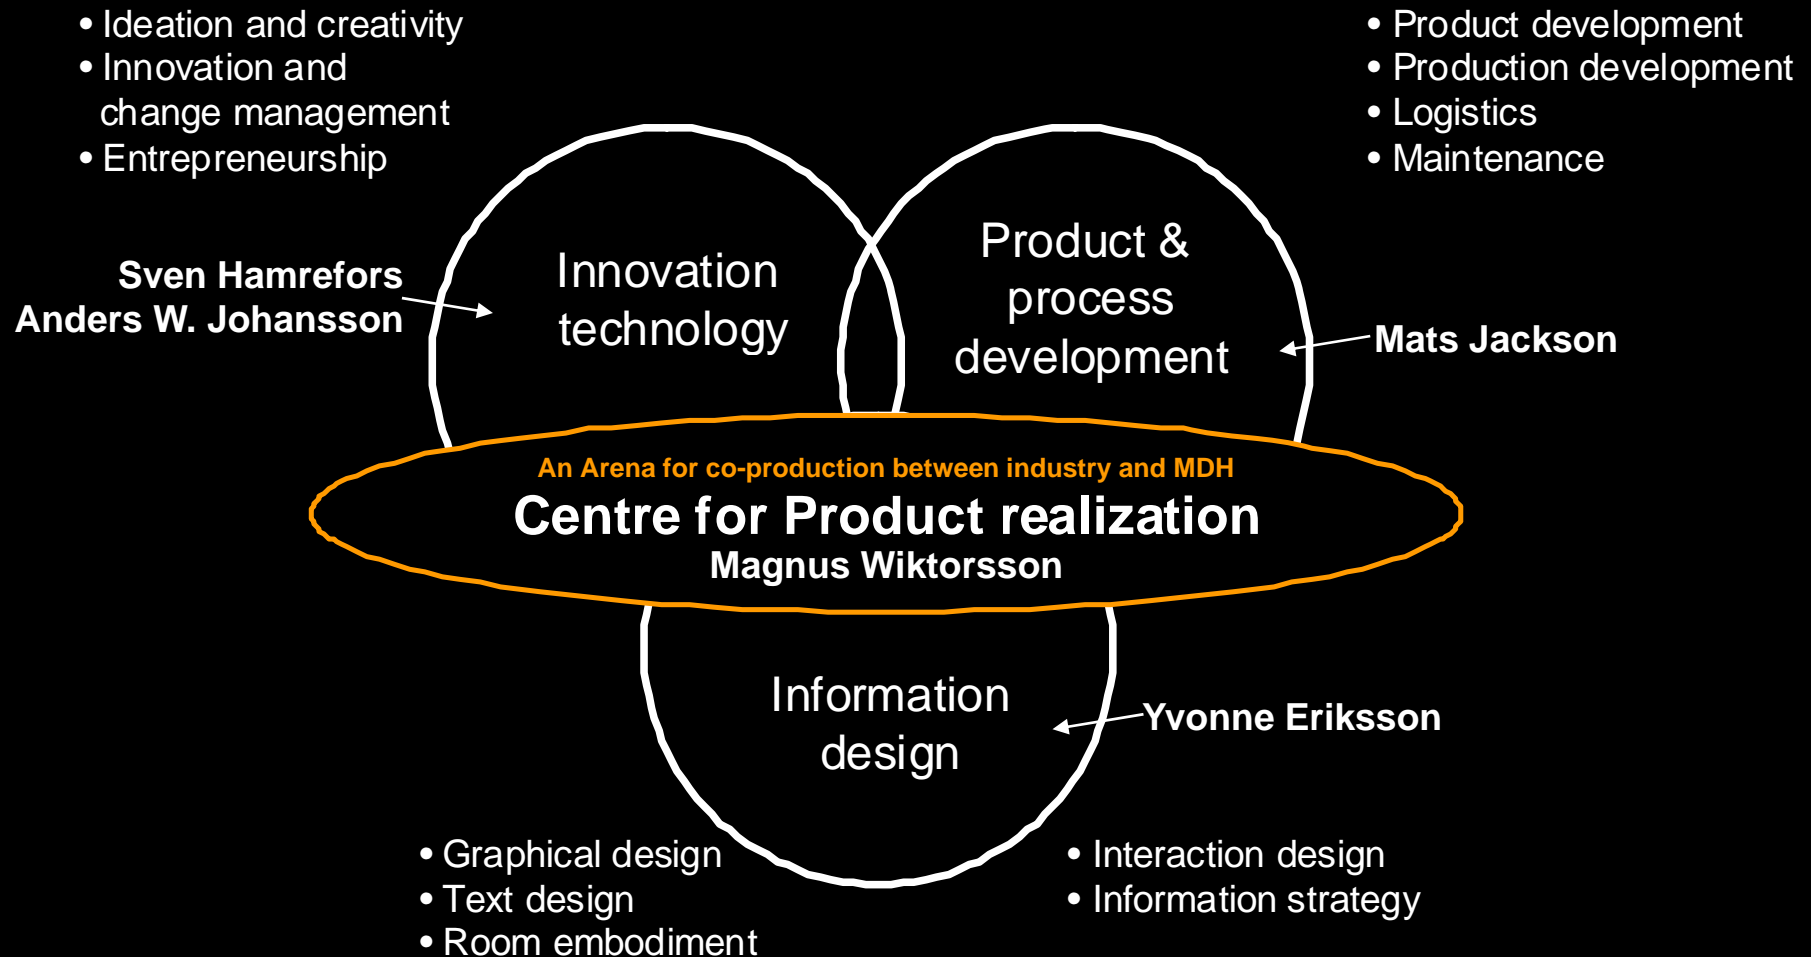 • Ideation and creativity
• Innovation and
change management
• Entrepreneurship
• Product development
• Production development
• Logistics
• Maintenance
Sven Hamrefors
Anders W. Johansson
Innovation
technology
Product &
process
development
Mats Jackson
An Arena for co-production between industry and MDH
Centre for Product realization
Magnus Wiktorsson
Information
design
Yvonne Eriksson
• Graphical design
• Text design
• Room embodiment
• Interaction design
• Information strategy